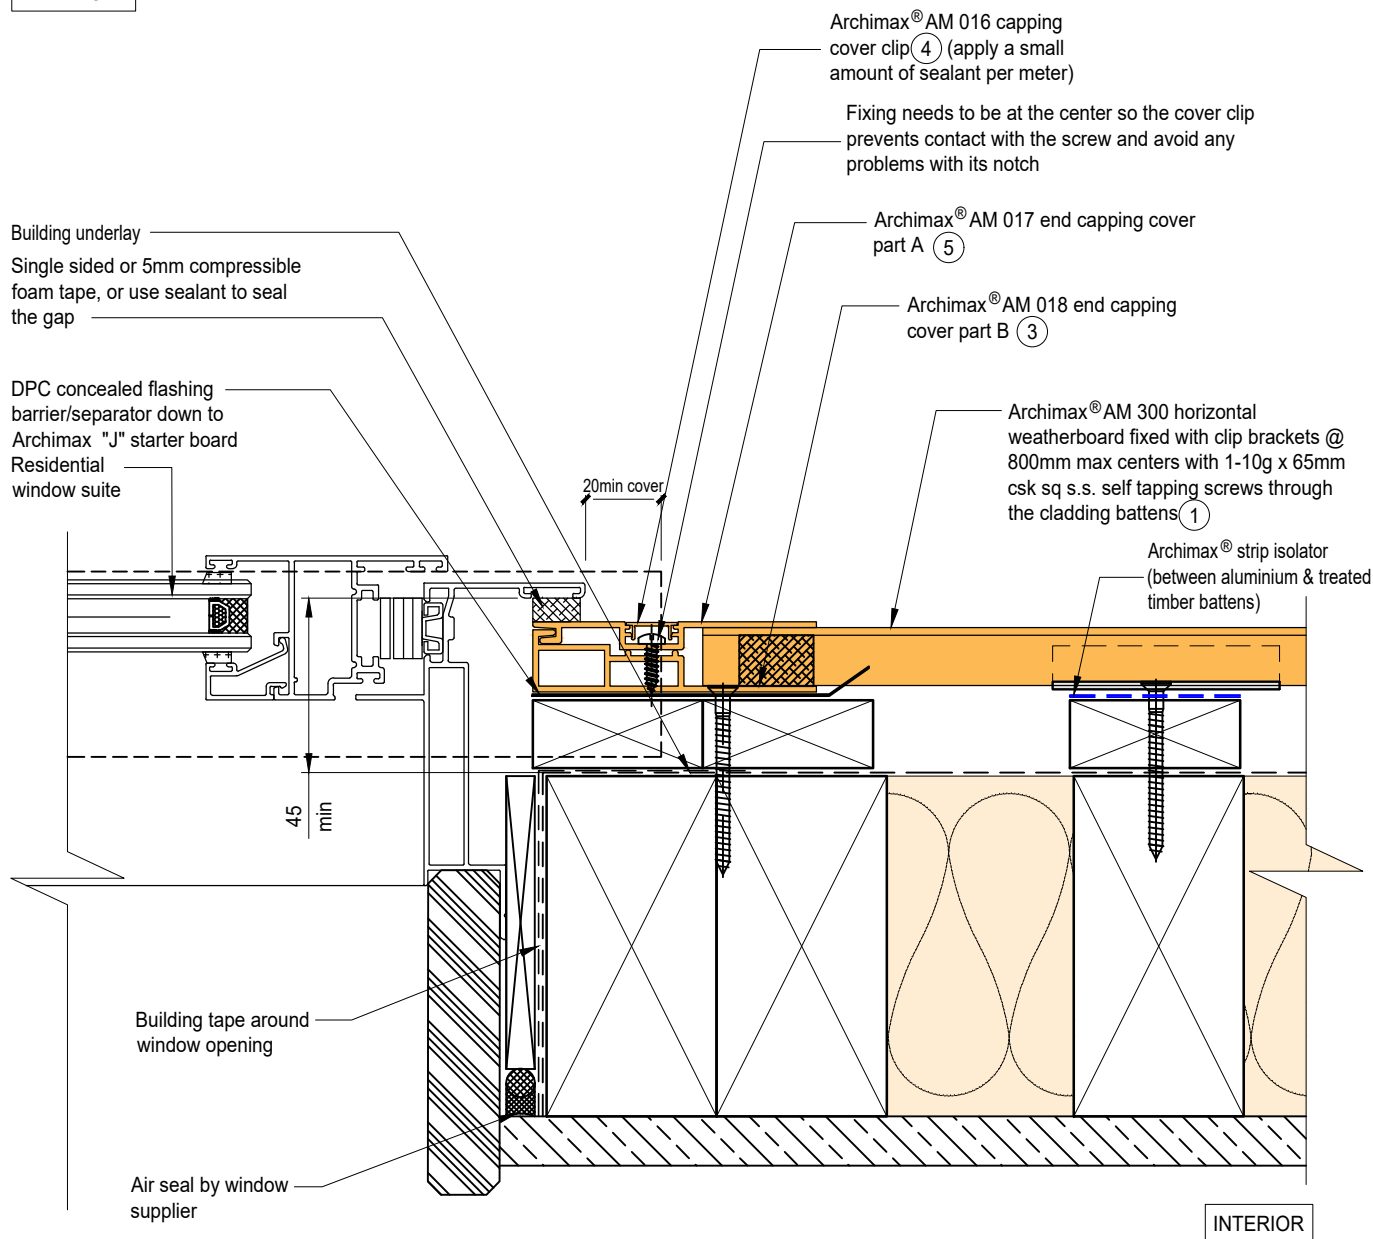 Archimax® AM 016 capping
cover clip 4 (apply a small
amount of sealant per meter)
Fixing needs to be at the center so the cover clip
prevents contact with the screw and avoid any
problems with its notch
Archimax® AM 017 end capping cover
part A 5
Archimax® AM 018 end capping
cover part B 3
Archimax® AM 300 horizontal
weatherboard fixed with clip brackets @
800mm max centers with 1-10g x 65mm
csk sq s.s. self tapping screws through
the cladding battens 1
Archimax® strip isolator
(between aluminium & treated
timber battens)
Building underlay
Single sided or 5mm compressible
foam tape, or use sealant to seal
the gap
DPC concealed flashing
barrier/separator down to
Archimax "J" starter board
Residential
window suite
20min cover
45
min
Building tape around
window opening
Air seal by window
supplier
INTERIOR